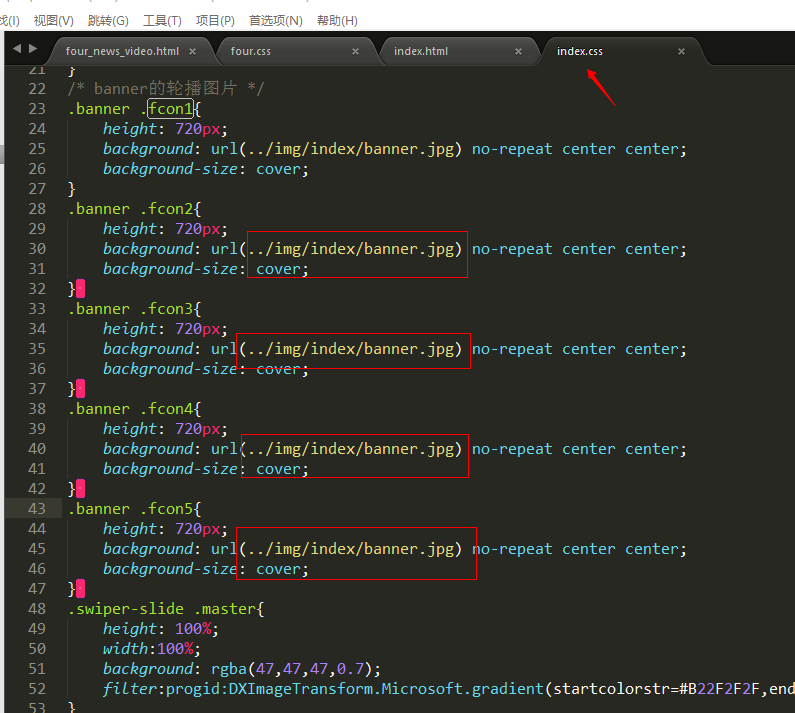 找(I) 视图(V) 跳转(G) 工具(T) 项目(P) 首选项(N) 帮助(H)
four_news_video.html × four.css × index.html × index.css ×
21 }
22 /* banner的轮播图片 */
23 .banner .fcon1{
24 height: 720px;
25 background: url(../img/index/banner.jpg) no-repeat center center;
26 background-size: cover;
27 }
28 .banner .fcon2{
29 height: 720px;
30 background: url(../img/index/banner.jpg) no-repeat center center;
31 background-size: cover;
32 }
33 .banner .fcon3{
34 height: 720px;
35 background: url(../img/index/banner.jpg) no-repeat center center;
36 background-size: cover;
37 }
38 .banner .fcon4{
39 height: 720px;
40 background: url(../img/index/banner.jpg) no-repeat center center;
41 background-size: cover;
42 }
43 .banner .fcon5{
44 height: 720px;
45 background: url(../img/index/banner.jpg) no-repeat center center;
46 background-size: cover;
47 }
48 .swiper-slide .master{
49 height: 100%;
50 width:100%;
51 background: rgba(47,47,47,0.7);
52 filter:progid:DXImageTransform.Microsoft.gradient(startcolorstr=#B22F2F2F,end
53 }